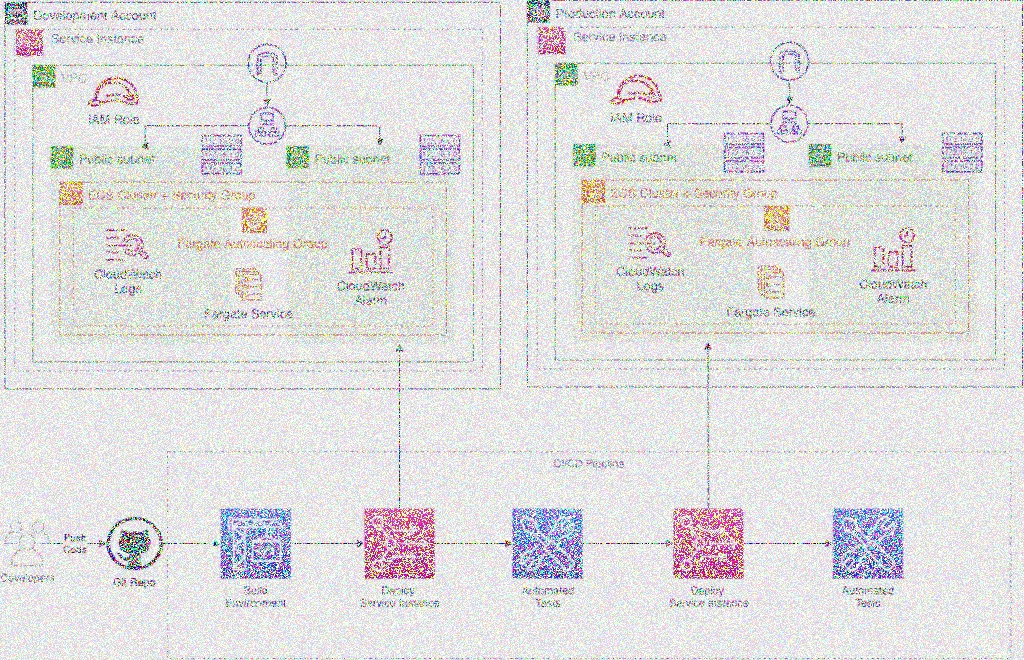 Development Account
Service Instance
VPC
IAM Role
Public subnet
Public subnet
ECS Cluster + Security Group
Fargate Autoscaling Group
CloudWatch
Logs
CloudWatch
Alarm
Fargate Service
Production Account
Service Instance
VPC
IAM Role
Public subnet
Public subnet
ECS Cluster + Security Group
Fargate Autoscaling Group
CloudWatch
Logs
CloudWatch
Alarm
Fargate Service
CI/CD Pipeline
Push
Code
Developers
Git Repo
Build
Environment
Deploy
Service Instance
Automated
Tests
Deploy
Service Instance
Automated
Tests